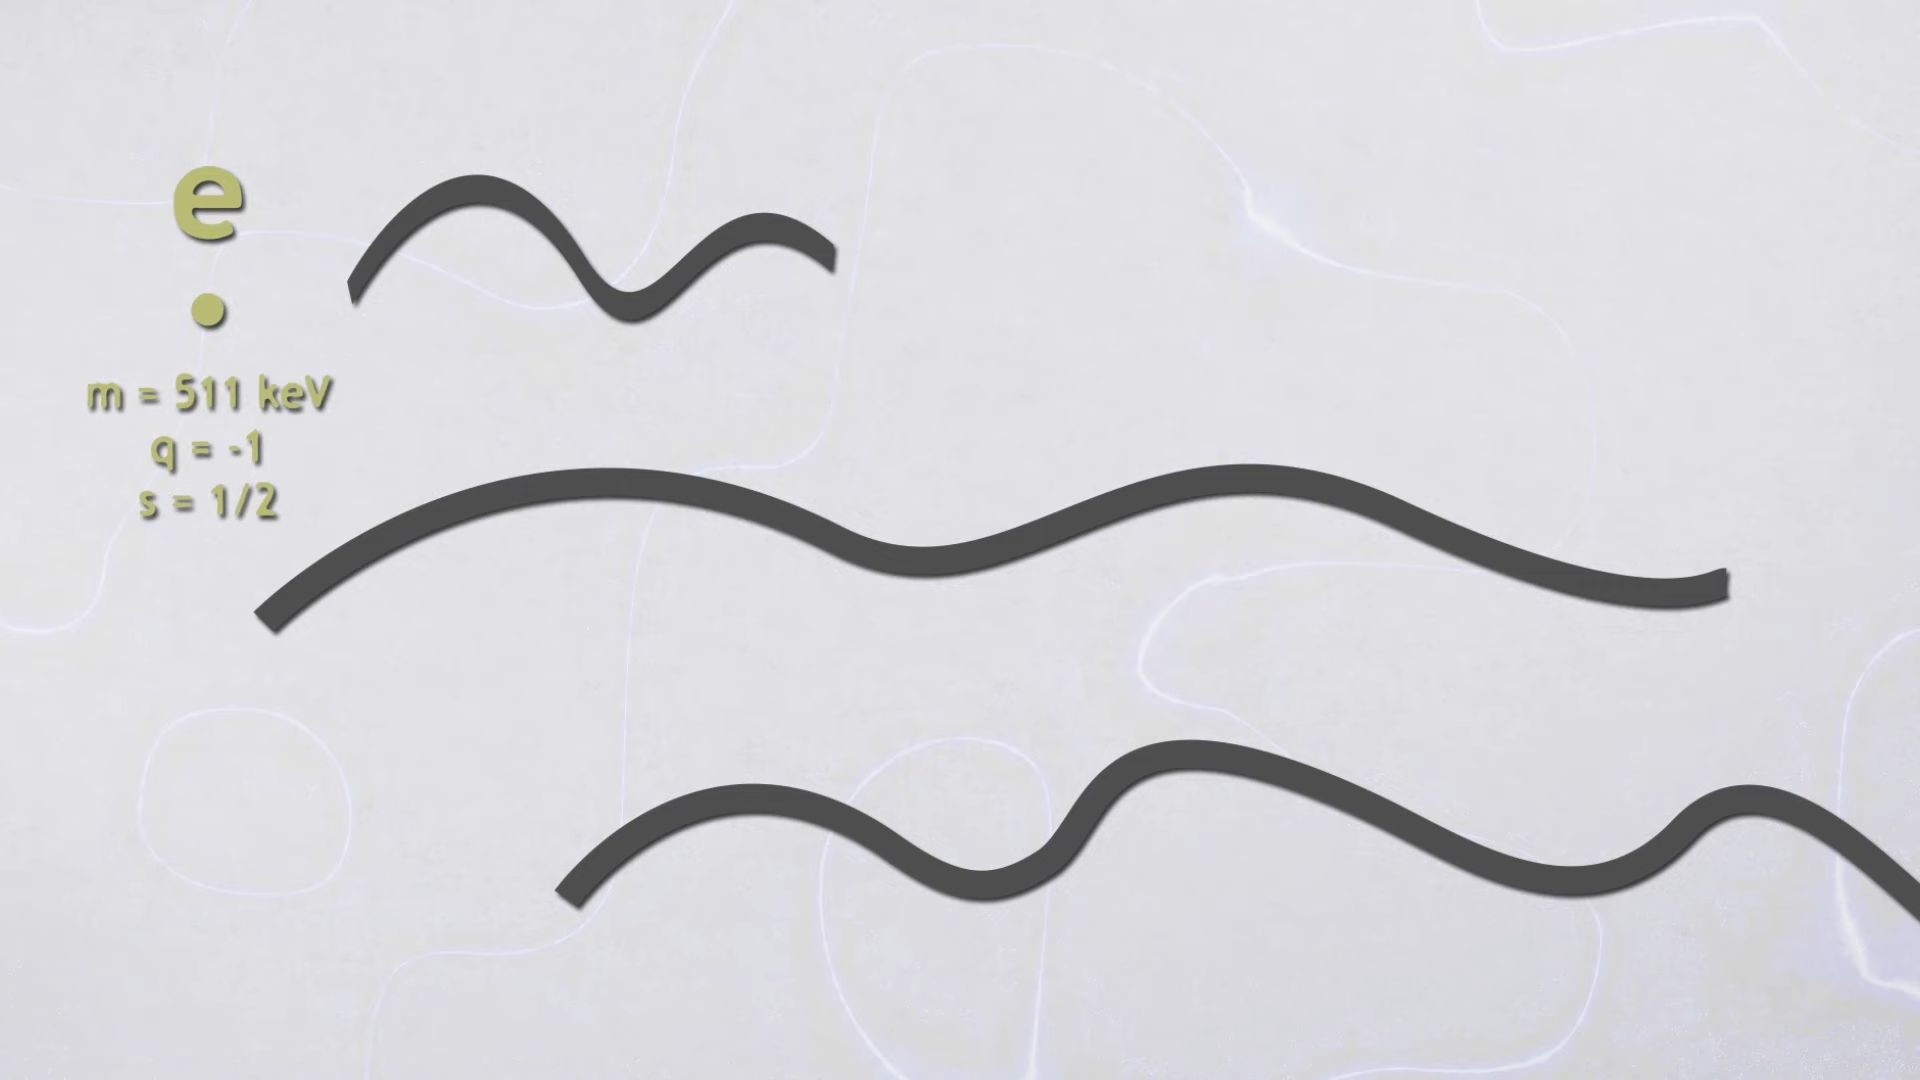 e
m = 511 keV
q = -1
s = 1/2